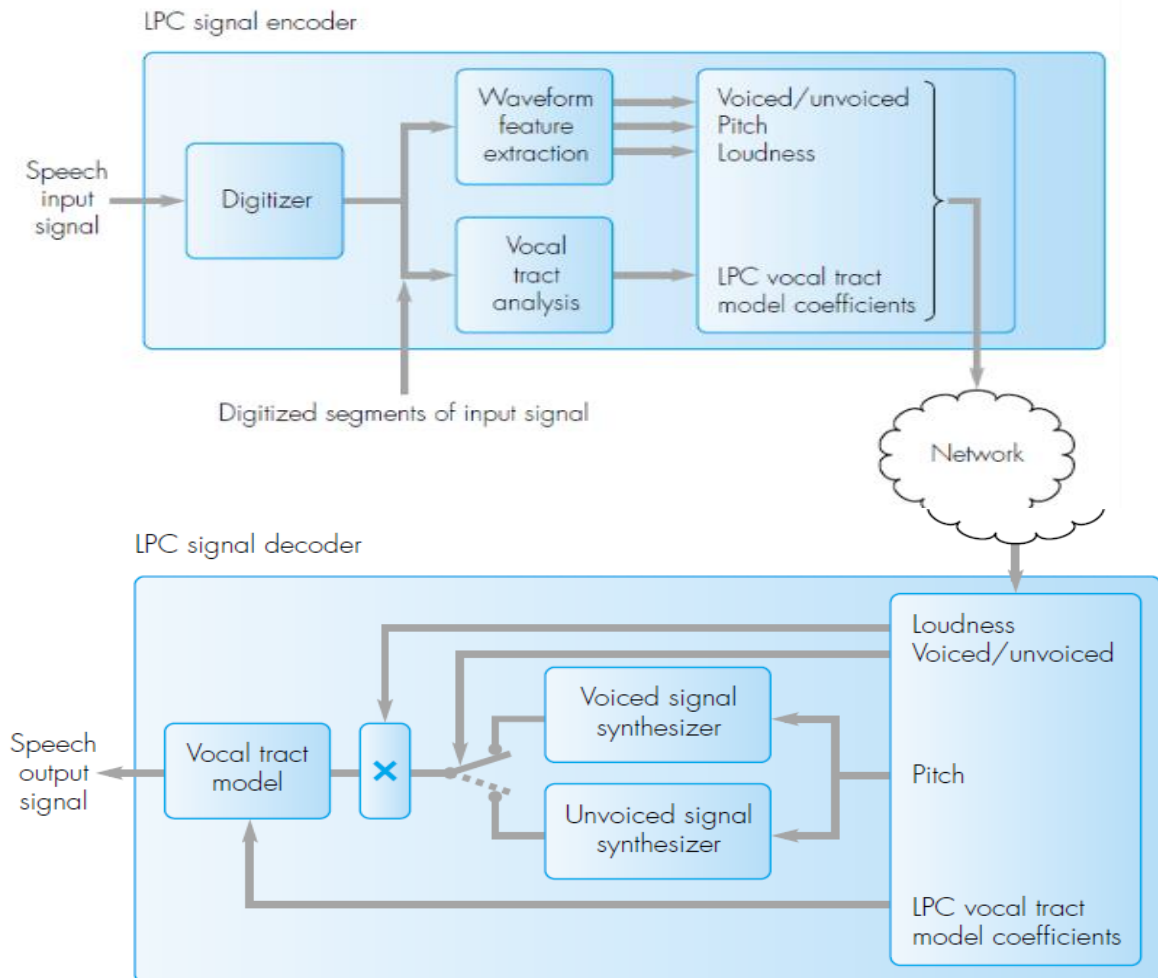 LPC signal encoder
Speech
input
signal
Digitizer
Waveform
feature
extraction
Vocal
tract
analysis
Voiced/unvoiced
Pitch
Loudness
LPC vocal tract
model coefficients
Digitized segments of input signal
Network
LPC signal decoder
Loudness
Voiced/unvoiced
Pitch
LPC vocal tract
model coefficients
Voiced signal
synthesizer
Unvoiced signal
synthesizer
×
Vocal tract
model
Speech
output
signal